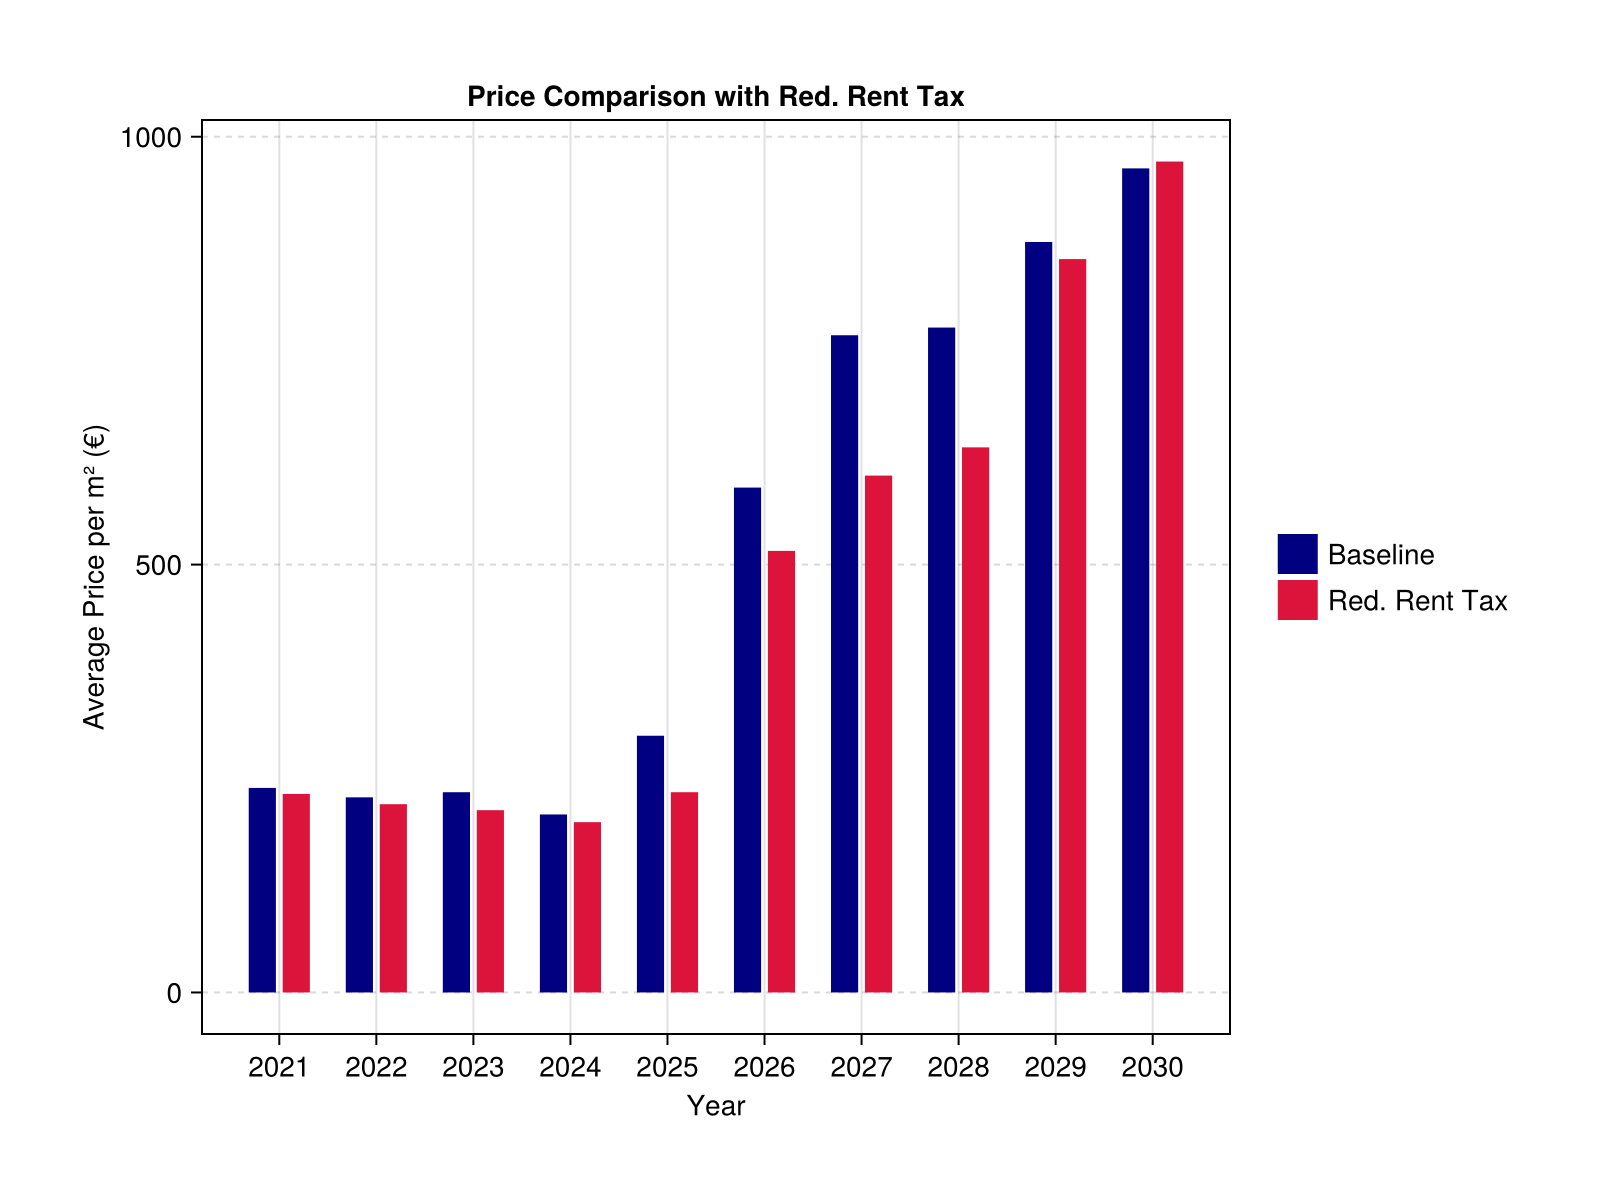 Price Comparison with Red. Rent Tax
1000
500
0
Average Price per m² (€)
2021 2022 2023 2024 2025 2026 2027 2028 2029 2030
Year
Baseline
Red. Rent Tax